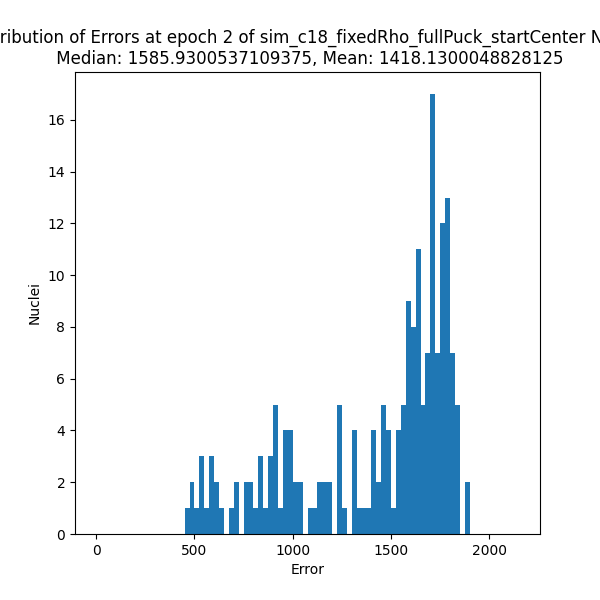 ribution of Errors at epoch 2 of sim_c18_fixedRho_fullPuck_startCenter N
Median: 1585.9300537109375, Mean: 1418.1300048828125
16
14
12
10
8
6
4
2
0
Nuclei
0 500 1000 1500 2000
Error